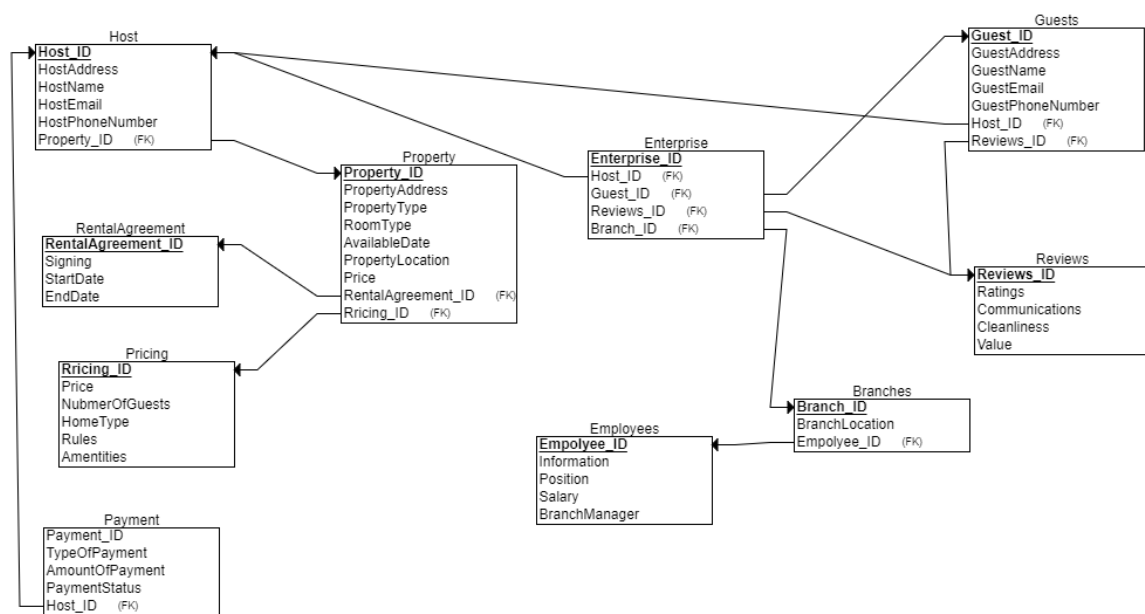 Host
Host_ID
HostAddress
HostName
HostEmail
HostPhoneNumber
Property_ID (FK)
Guests
Guest_ID
GuestAddress
GuestName
GuestEmail
GuestPhoneNumber
Host_ID (FK)
Reviews_ID (FK)
Enterprise
Enterprise_ID
Host_ID (FK)
Guest_ID (FK)
Reviews_ID (FK)
Branch_ID (FK)
Property
Property_ID
PropertyAddress
PropertyType
RoomType
AvailableDate
PropertyLocation
Price
RentalAgreement_ID (FK)
Rricing_ID (FK)
RentalAgreement
RentalAgreement_ID
Signing
StartDate
EndDate
Reviews
Reviews_ID
Ratings
Communications
Cleanliness
Value
Pricing
Rricing_ID
Price
NubmerOfGuests
HomeType
Rules
Amentities
Branches
Branch_ID
BranchLocation
Empolyee_ID (FK)
Employees
Empolyee_ID
Information
Position
Salary
BranchManager
Payment
Payment_ID
TypeOfPayment
AmountOfPayment
PaymentStatus
Host_ID (FK)